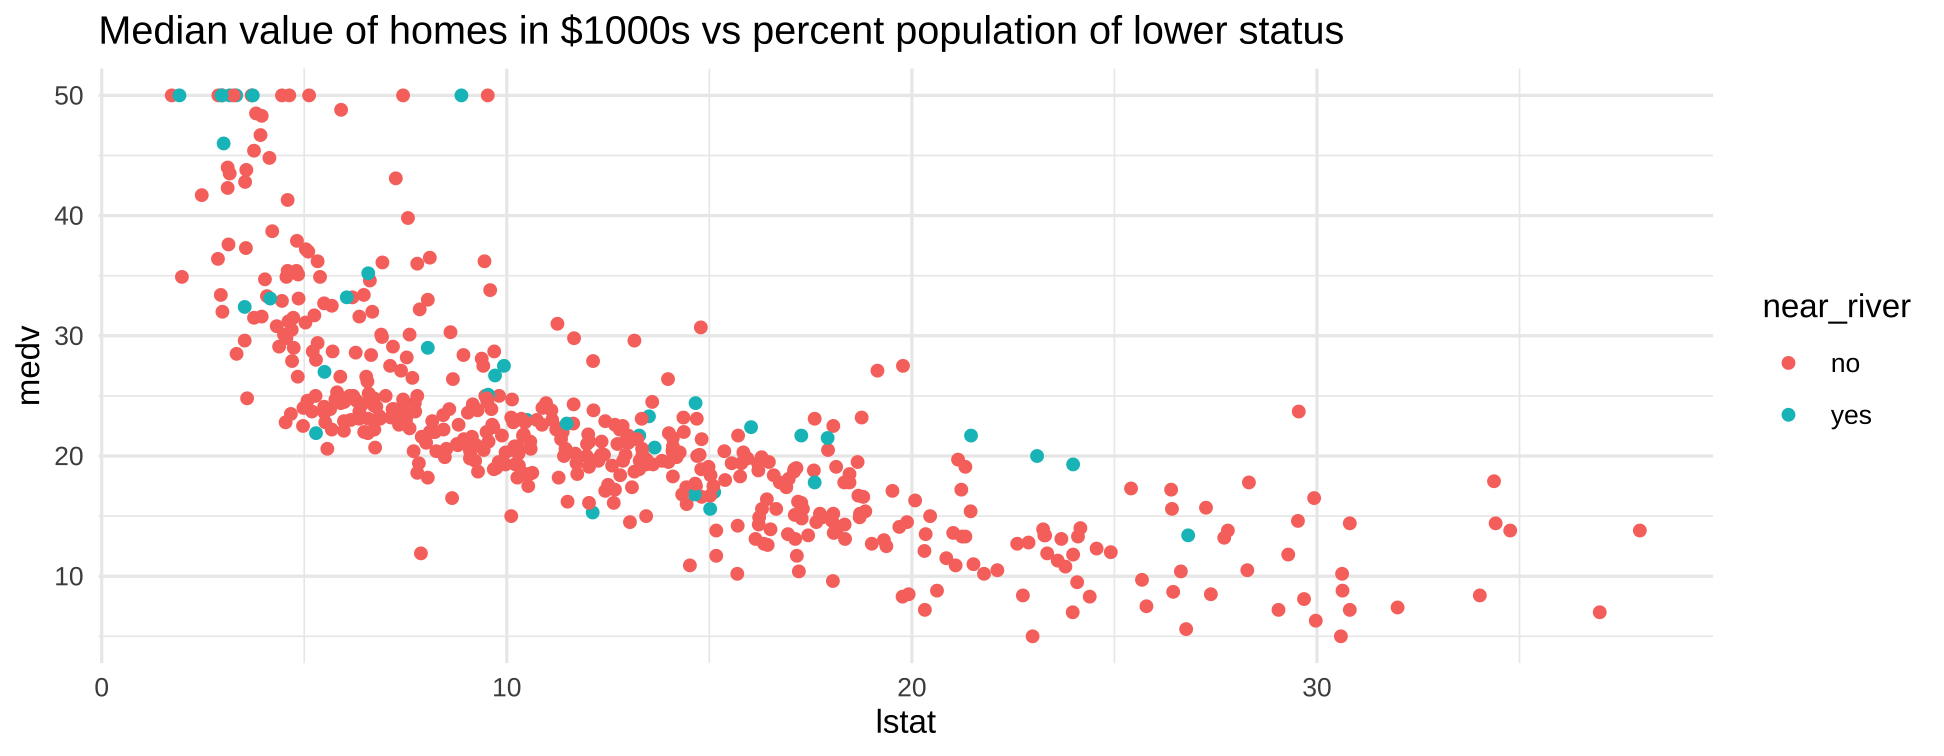 Median value of homes in $1000s vs percent population of lower status
50
40
30
20
10
medv
0 10 20 30
lstat
near_river
no
yes